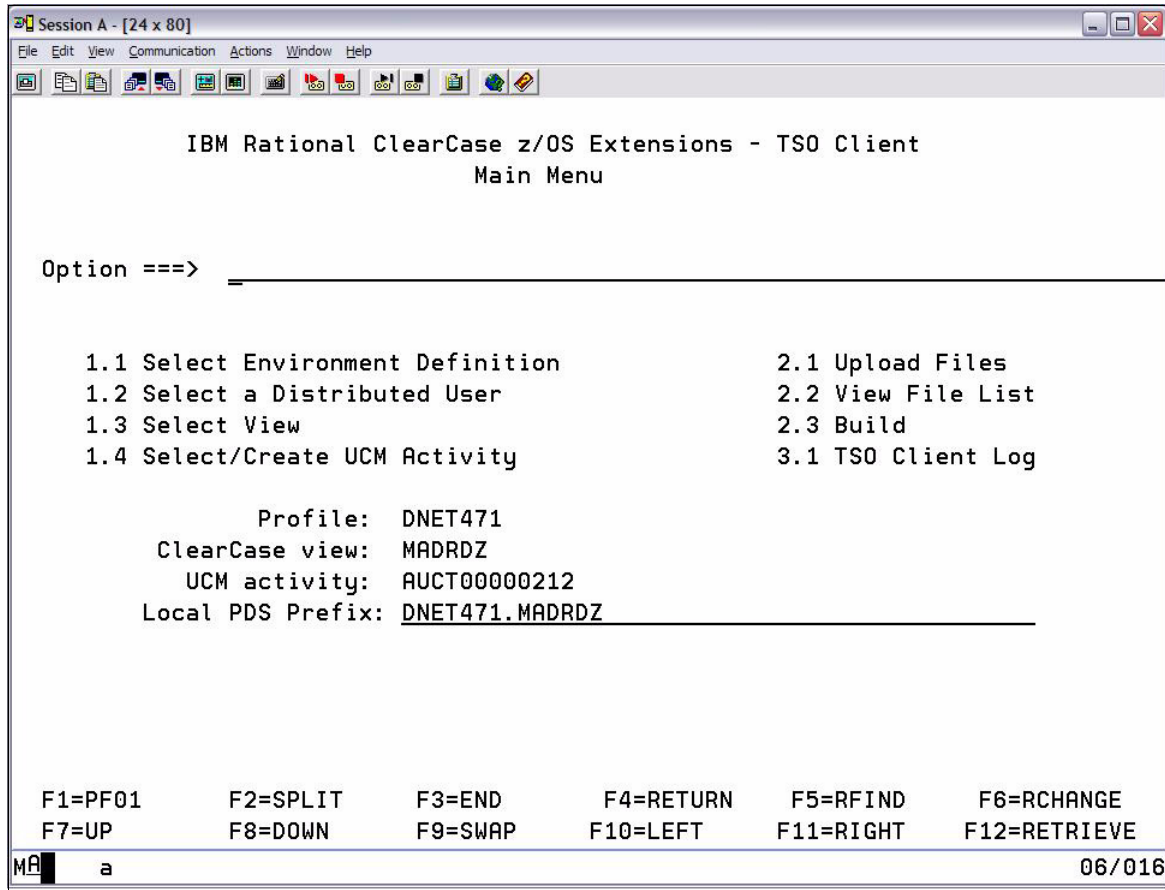 Session A - [24 x 80]
File Edit View Communication Actions Window Help
IBM Rational ClearCase z/OS Extensions - TSO Client
Main Menu
Option ===>
1.1 Select Environment Definition 2.1 Upload Files
1.2 Select a Distributed User 2.2 View File List
1.3 Select View 2.3 Build
1.4 Select/Create UCM Activity 3.1 TSO Client Log
Profile: DNET471
ClearCase view: MADRDZ
UCM activity: AUCT00000212
Local PDS Prefix: DNET471.MADRDZ
F1=PF01 F2=SPLIT F3=END F4=RETURN F5=RFIND F6=RCHANGE
F7=UP F8=DOWN F9=SWAP F10=LEFT F11=RIGHT F12=RETRIEVE
MA a 06/016